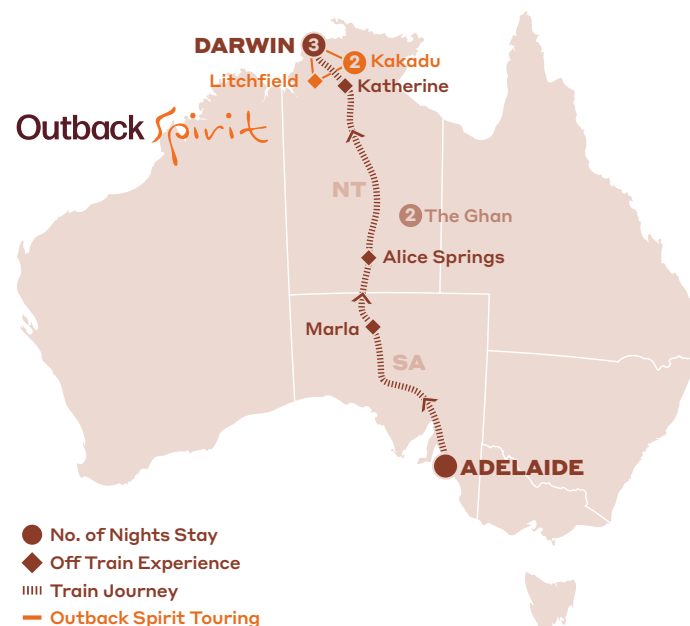 DARWIN 3
2 Kakadu
Litchfield
Katherine
Outback Spirit
NT
2 The Ghan
Alice Springs
Marla
SA
ADELAIDE
No. of Nights Stay
Off Train Experience
Train Journey
Outback Spirit Touring